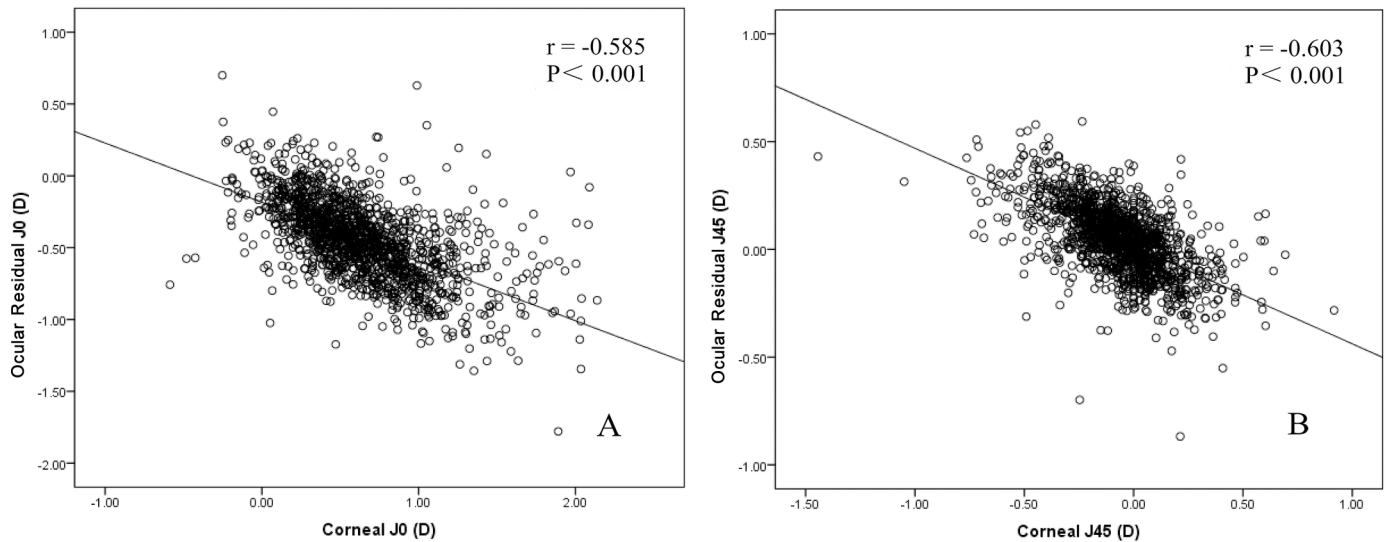 1.00
0.50
0.00
-0.50
-1.00
-1.50
-2.00
Ocular Residual J0 (D)
r = -0.585
P< 0.001
A
-1.00 0.00 1.00 2.00
Corneal J0 (D)
1.00
0.50
0.00
-0.50
-1.00
Ocular Residual J45 (D)
r = -0.603
P< 0.001
B
-1.50 -1.00 -0.50 0.00 0.50 1.00
Corneal J45 (D)